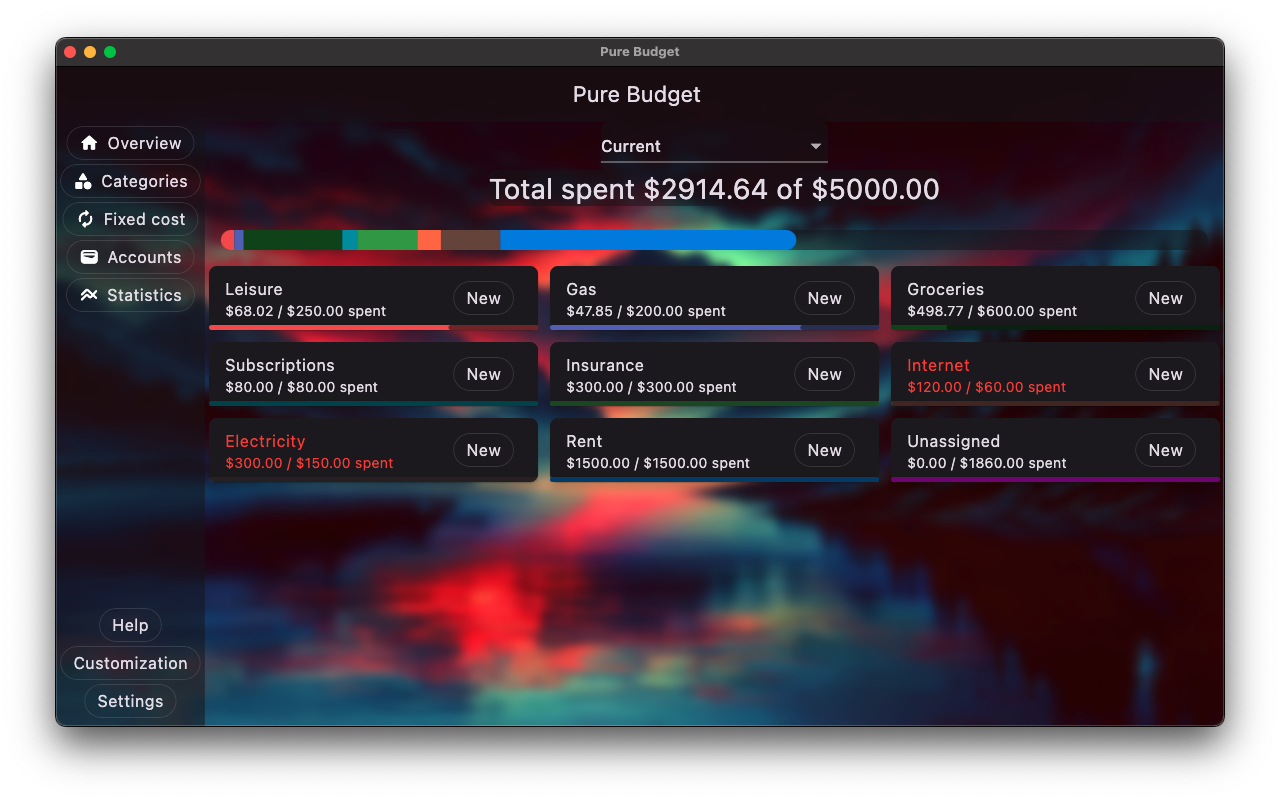 Pure Budget
Pure Budget
Overview
Categories
Fixed cost
Accounts
Statistics
Help
Customization
Settings
Current
Total spent $2914.64 of $5000.00
Leisure
$68.02 / $250.00 spent
New
Gas
$47.85 / $200.00 spent
New
Groceries
$498.77 / $600.00 spent
New
Subscriptions
$80.00 / $80.00 spent
New
Insurance
$300.00 / $300.00 spent
New
Internet
$120.00 / $60.00 spent
New
Electricity
$300.00 / $150.00 spent
New
Rent
$1500.00 / $1500.00 spent
New
Unassigned
$0.00 / $1860.00 spent
New